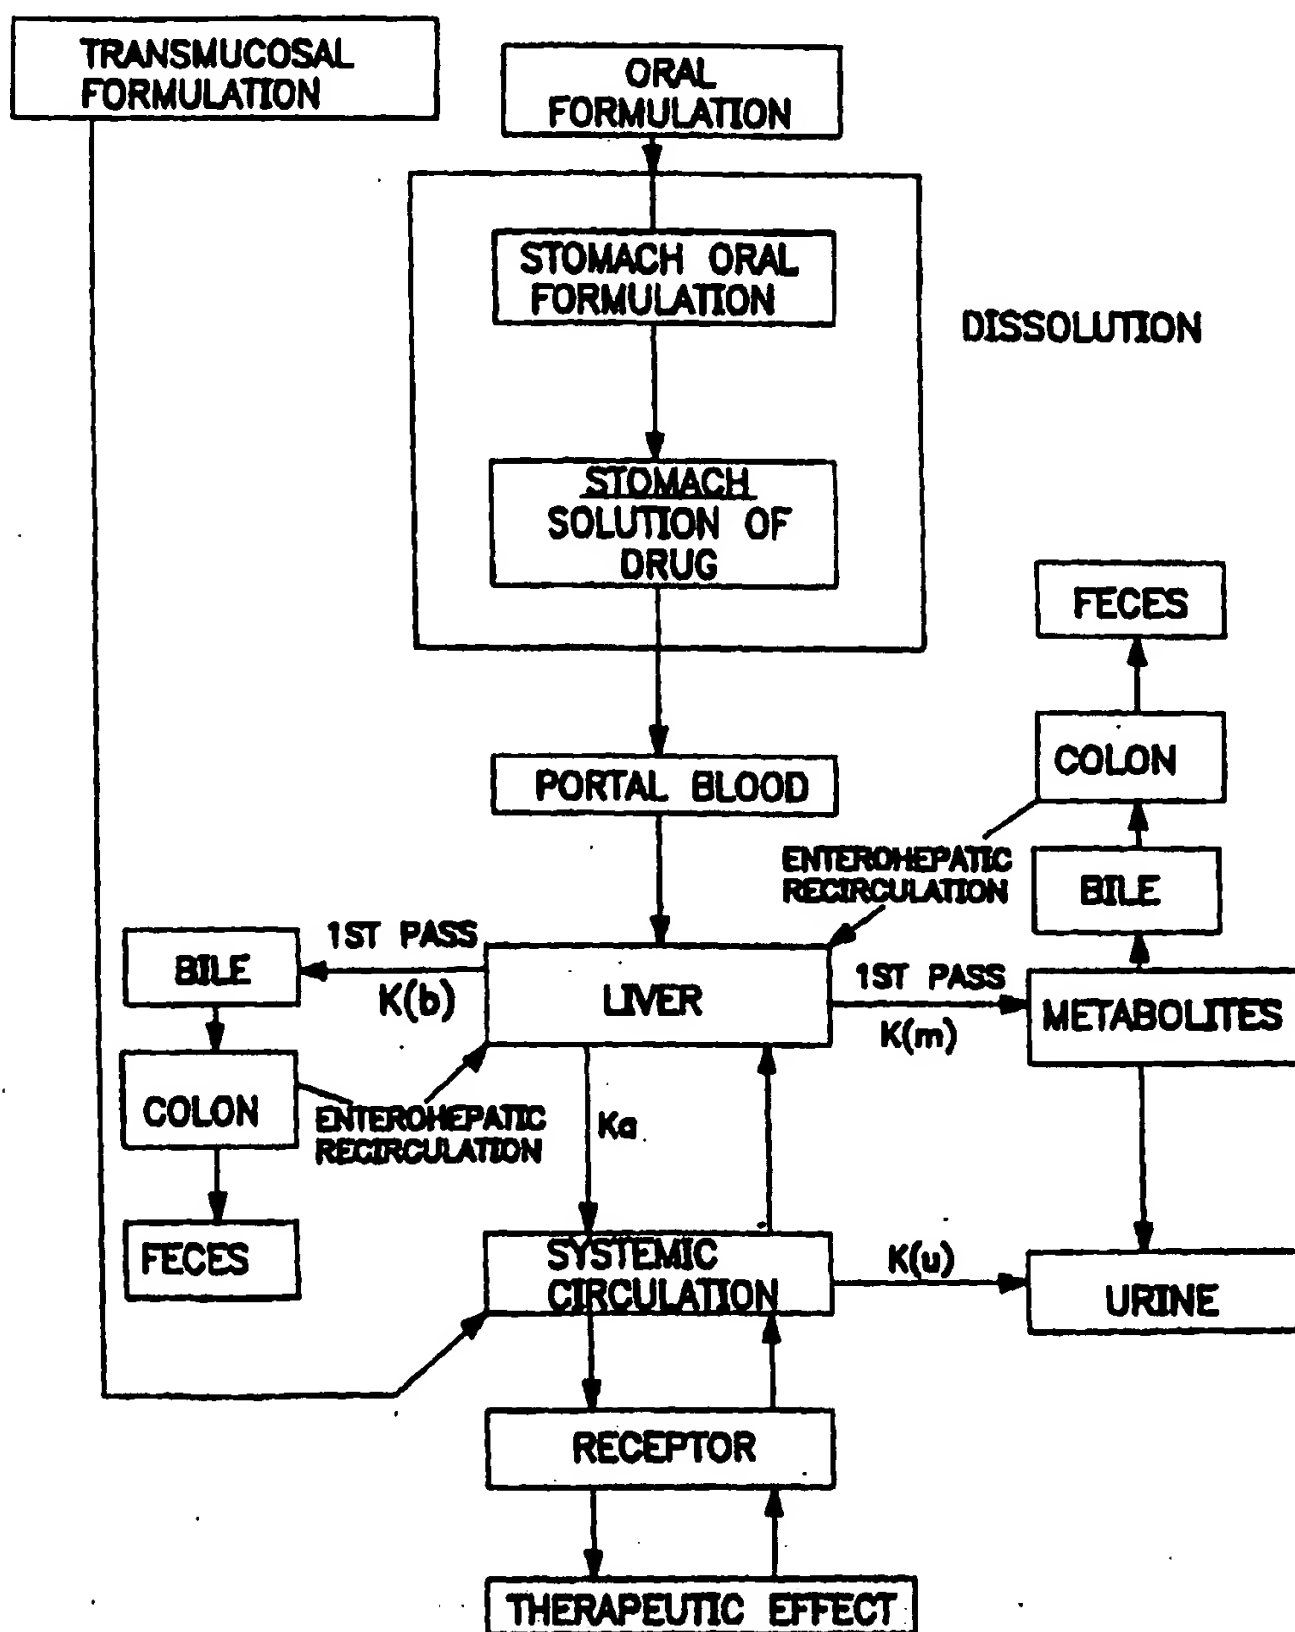 TRANSMUCOSAL
FORMULATION
ORAL
FORMULATION
STOMACH ORAL
FORMULATION
DISSOLUTION
STOMACH
SOLUTION OF
DRUG
FECES
COLON
PORTAL BLOOD
ENTEROHEPATIC
RECIRCULATION
BILE
1ST PASS
BILE
K(b)
LIVER
1ST PASS
K(m)
METABOLITES
COLON
ENTEROHEPATIC
RECIRCULATION
Ka
FECES
SYSTEMIC
CIRCULATION
K(u)
URINE
RECEPTOR
THERAPEUTIC EFFECT